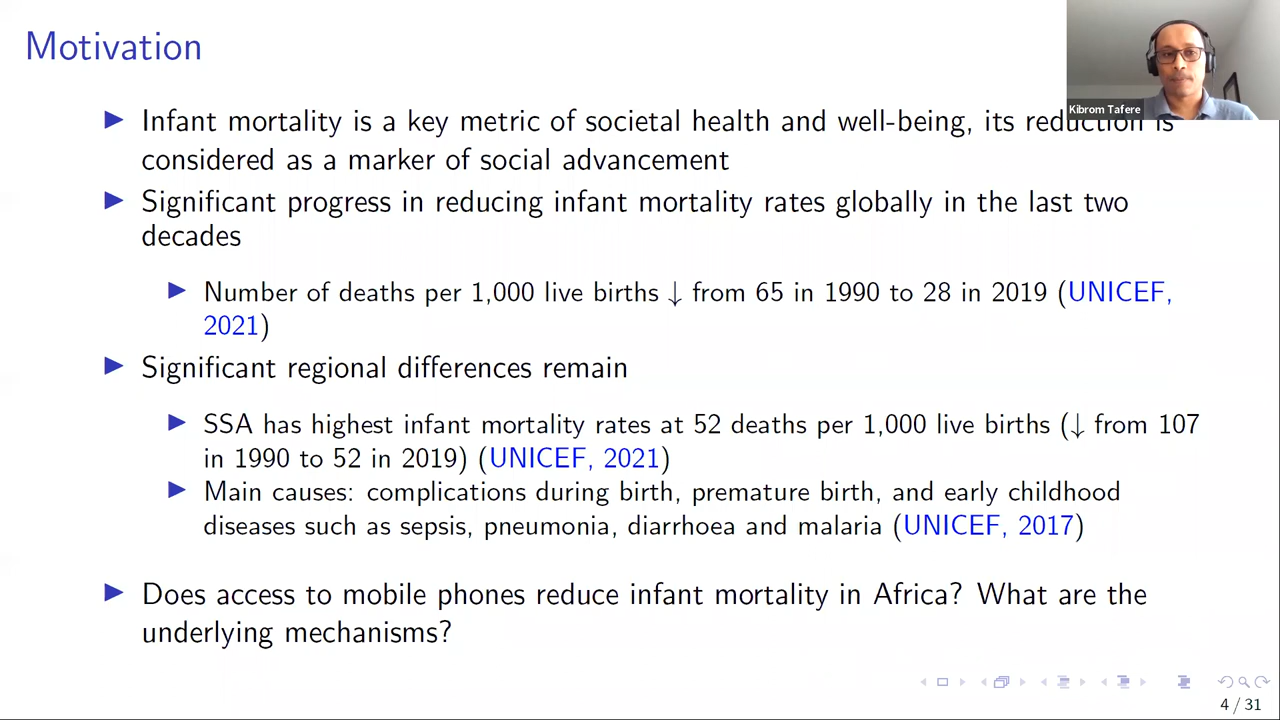 Motivation
Kibrom Tafere
▶ Infant mortality is a key metric of societal health and well-being, its reduction is
considered as a marker of social advancement
▶ Significant progress in reducing infant mortality rates globally in the last two
decades
▶ Number of deaths per 1,000 live births ↓ from 65 in 1990 to 28 in 2019 (UNICEF,
2021)
▶ Significant regional differences remain
▶ SSA has highest infant mortality rates at 52 deaths per 1,000 live births (↓ from 107
in 1990 to 52 in 2019) (UNICEF, 2021)
▶ Main causes: complications during birth, premature birth, and early childhood
diseases such as sepsis, pneumonia, diarrhoea and malaria (UNICEF, 2017)
▶ Does access to mobile phones reduce infant mortality in Africa? What are the
underlying mechanisms?
4 / 31